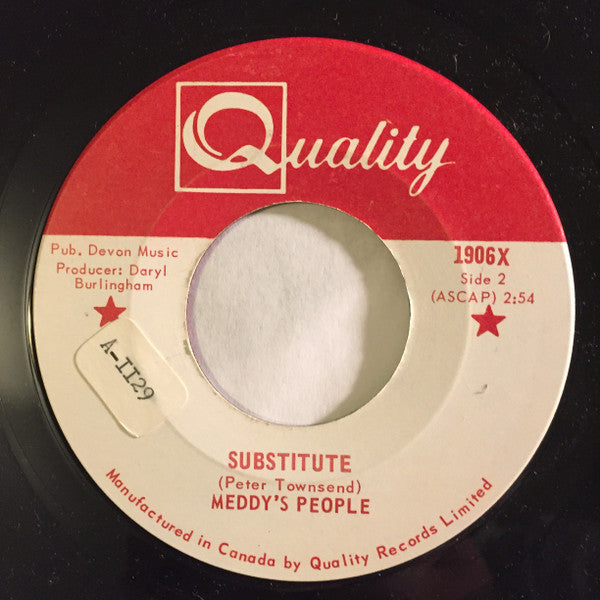 Quality
Pub. Devon Music
Producer: Daryl
Burlingham
1906X
Side 2
(ASCAP) 2:54
A-II29
SUBSTITUTE
(Peter Townsend)
MEDDY'S PEOPLE
Manufactured in Canada by Quality Records Limited